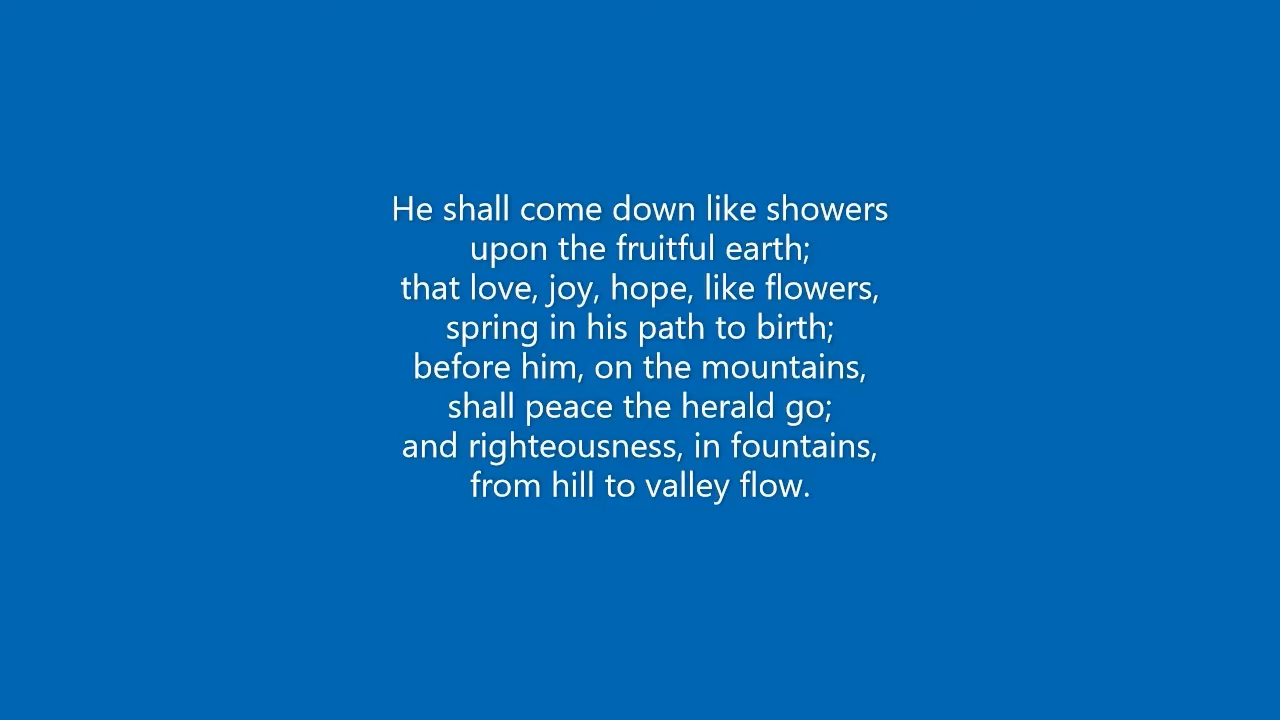 He shall come down like showers
upon the fruitful earth;
that love, joy, hope, like flowers,
spring in his path to birth;
before him, on the mountains,
shall peace the herald go;
and righteousness, in fountains,
from hill to valley flow.